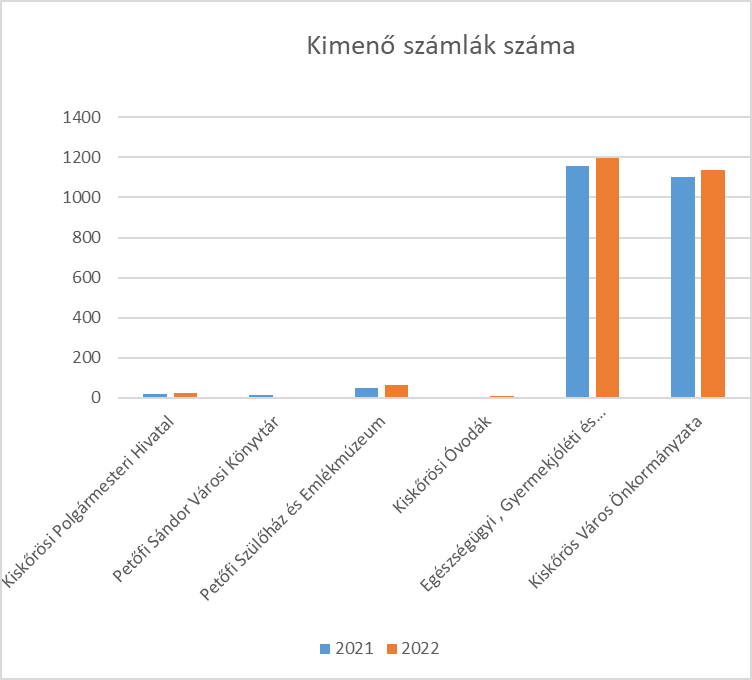 Kimenő számlák száma
1400
1200
1000
800
600
400
200
0
Kiskőrösi Polgármesteri Hivatal
Petőfi Sándor Városi Könyvtár
Petőfi Szülőház és Emlékmúzeum
Kiskőrösi Óvodák
Egészségügyi , Gyermekjóléti és...
Kiskőrös Város Önkormányzata
2021 2022